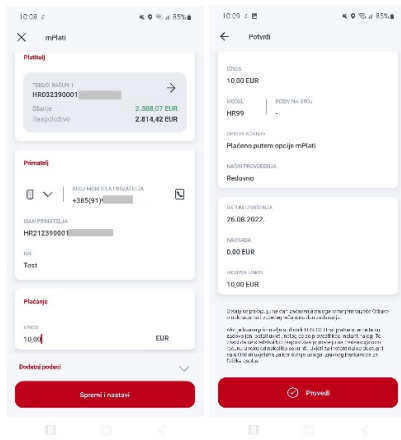 10:08
85%
mPlati
Platitelj
TEKUĆI RAČUN 1
HR032390001
Stanje
2.308,07 EUR
Raspoloživo
2.814,42 EUR
Primatelj
BROJ MOBITELA PRIMATELJA
+385(91)
IBAN PRIMATELJA
HR212390001
Test
Plaćanje
IZNOS
10,00
EUR
Dodatni podaci
Spremi i nastavi
10:09
85%
Potvrdi
IZNOS
10,00 EUR
MODEL
POZIV NA BROJ
HR99
-
OPIS PLAĆANJA
Plaćeno putem opcije mPlati
NAČIN PROVOĐENJA
Redovno
DATUM IZVRŠENJA
26.08.2022.
NAKNADA
0,00 EUR
UKUPNI IZNOS
10,00 EUR
Provedi